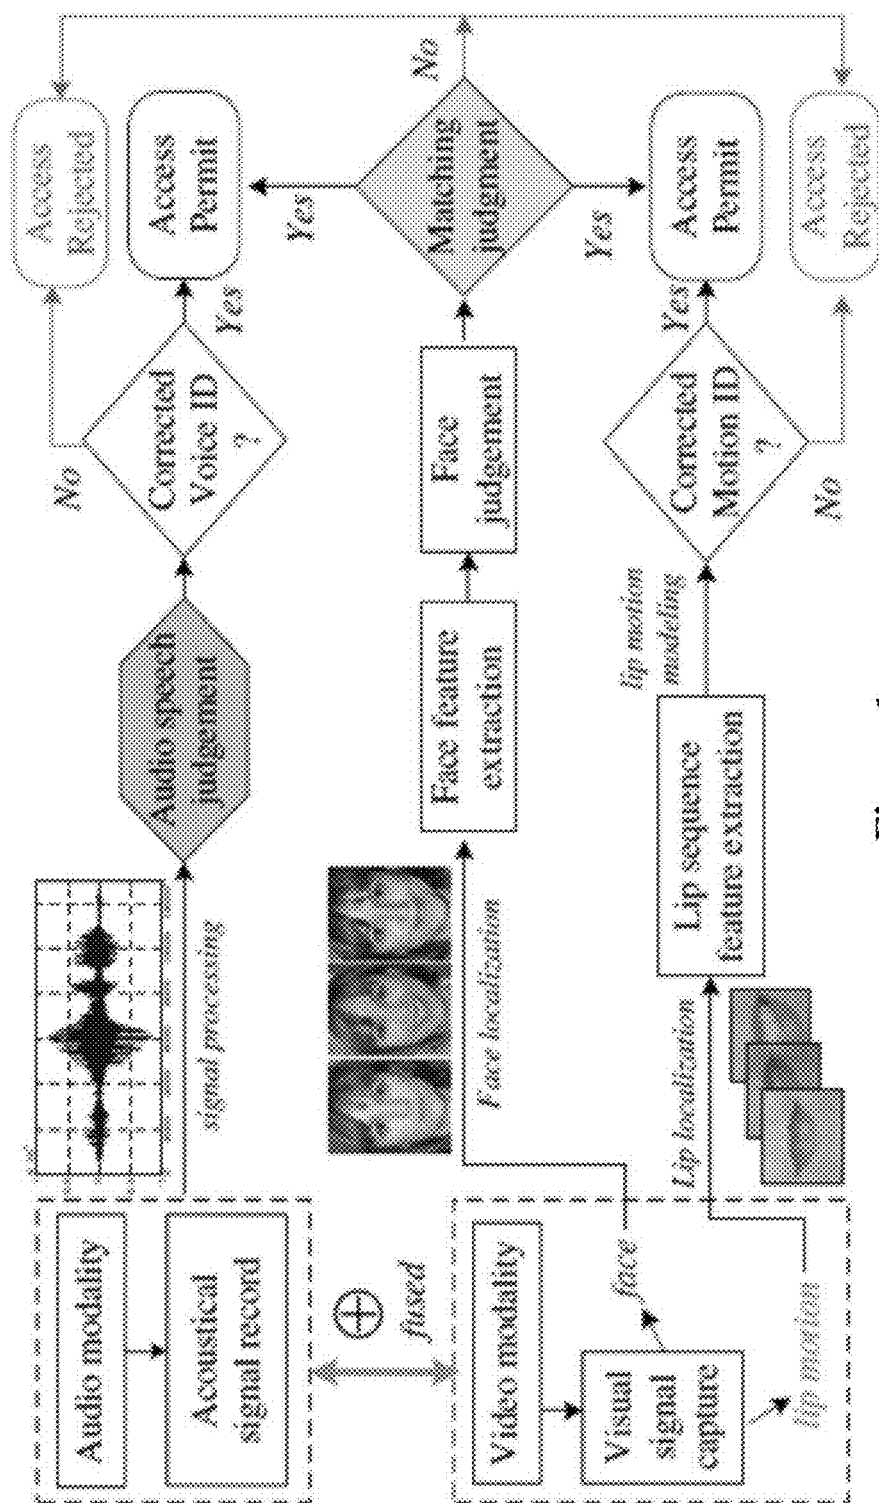 Audio modality
Acoustical
signal record
fused
Video modality
Visual
signal
capture
face
lip motion
signal processing
Audio speech
judgement
Corrected
Voice ID
?
No
Yes
Access
Rejected
Access
Permit
Face localization
Face feature
extraction
Face
judgement
Matching
judgment
Yes
Yes
No
Lip localization
Lip sequence
feature extraction
lip motion
modeling
Corrected
Motion ID
?
Yes
No
Access
Permit
Access
Rejected